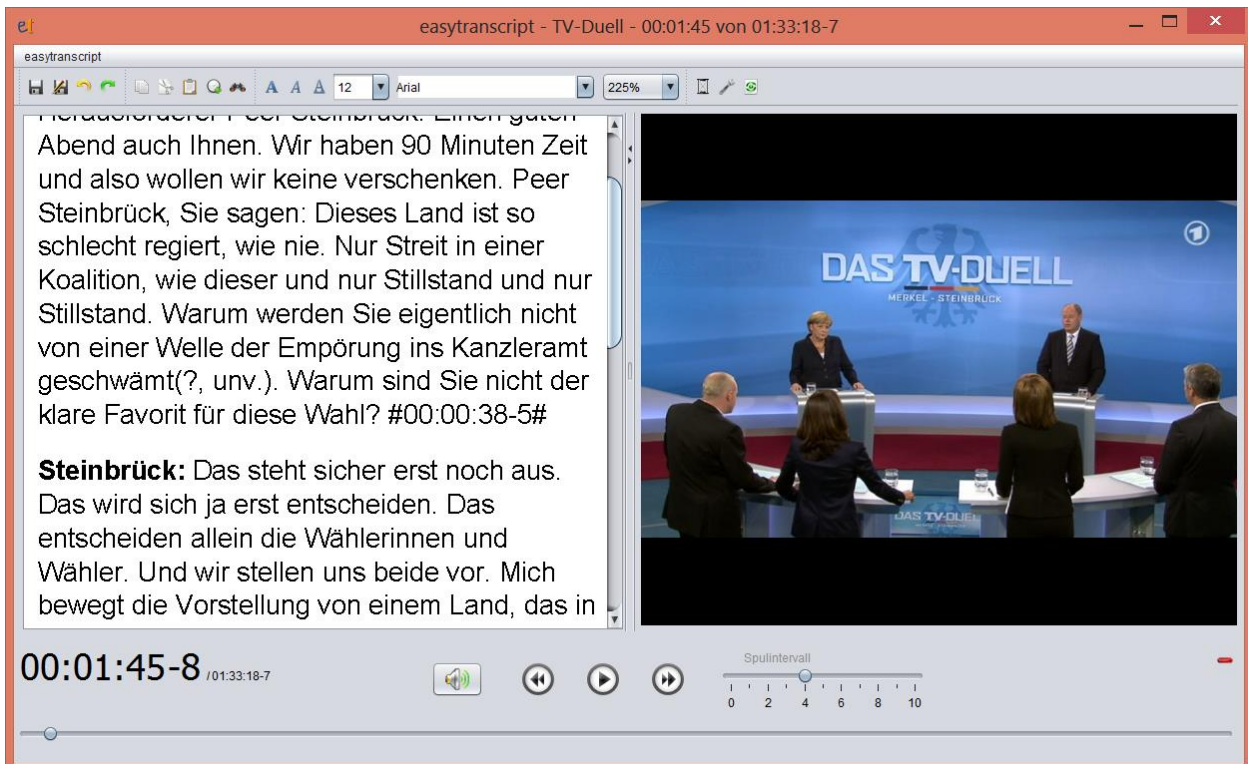 easytranscript - TV-Duell - 00:01:45 von 01:33:18-7
easytranscript
12
Arial
225%
Herausforderer Peer Steinbrück. Einen guten
Abend auch Ihnen. Wir haben 90 Minuten Zeit
und also wollen wir keine verschenken. Peer
Steinbrück, Sie sagen: Dieses Land ist so
schlecht regiert, wie nie. Nur Streit in einer
Koalition, wie dieser und nur Stillstand und nur
Stillstand. Warum werden Sie eigentlich nicht
von einer Welle der Empörung ins Kanzleramt
geschwämt(?, unv.). Warum sind Sie nicht der
klare Favorit für diese Wahl? #00:00:38-5#
Steinbrück: Das steht sicher erst noch aus.
Das wird sich ja erst entscheiden. Das
entscheiden allein die Wählerinnen und
Wähler. Und wir stellen uns beide vor. Mich
bewegt die Vorstellung von einem Land, das in
1
DAS TV-DUELL
MERKEL - STEINBRÜCK
DAS TV-DUELL
00:01:45-8 /01:33:18-7
Spulintervall
0 2 4 6 8 10